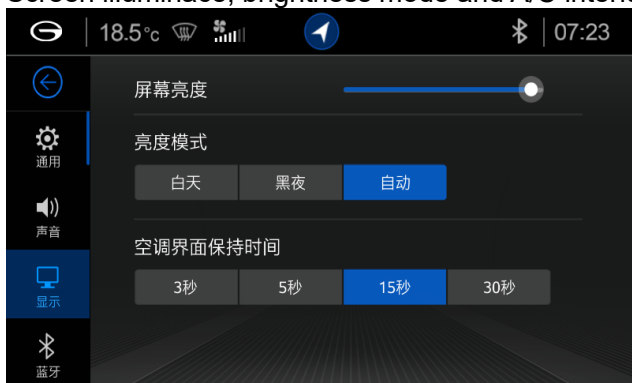 Screen illuminace, brightness mode and A/C interi
18.5°c
07:23
屏幕亮度
亮度模式
通用
白天 黑夜 自动
声音
空调界面保持时间
3秒 5秒 15秒 30秒
显示
蓝牙